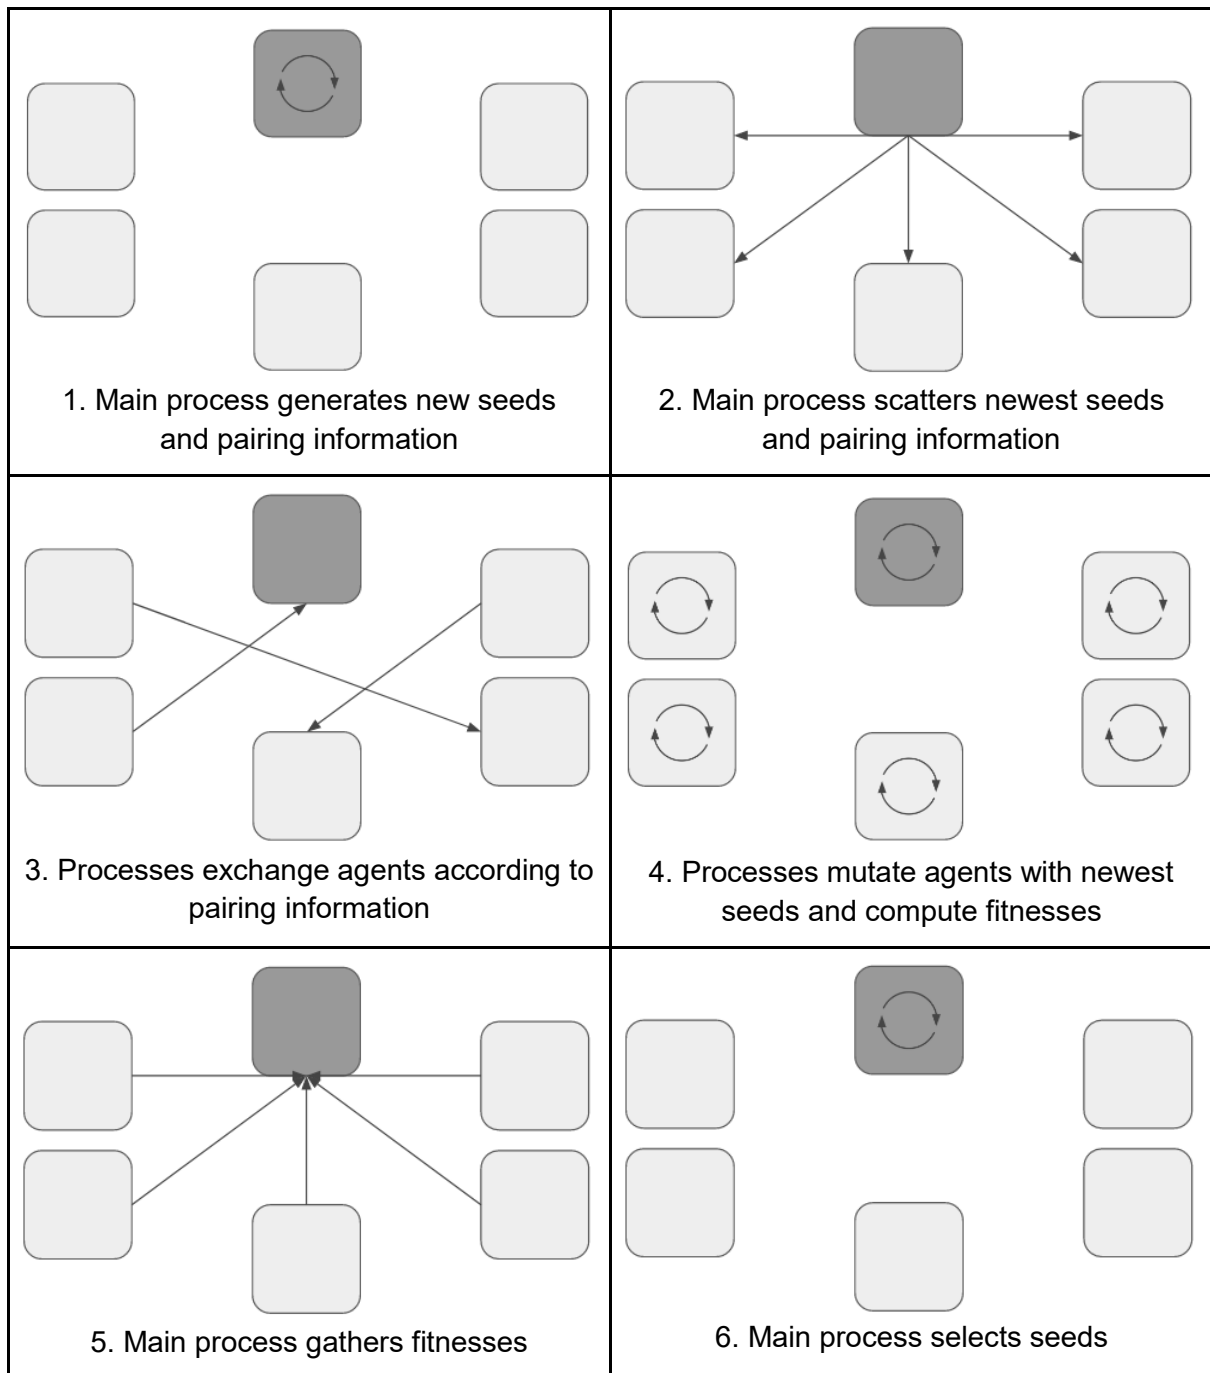 1. Main process generates new seeds
and pairing information
2. Main process scatters newest seeds
and pairing information
3. Processes exchange agents according to
pairing information
4. Processes mutate agents with newest
seeds and compute fitnesses
5. Main process gathers fitnesses
6. Main process selects seeds